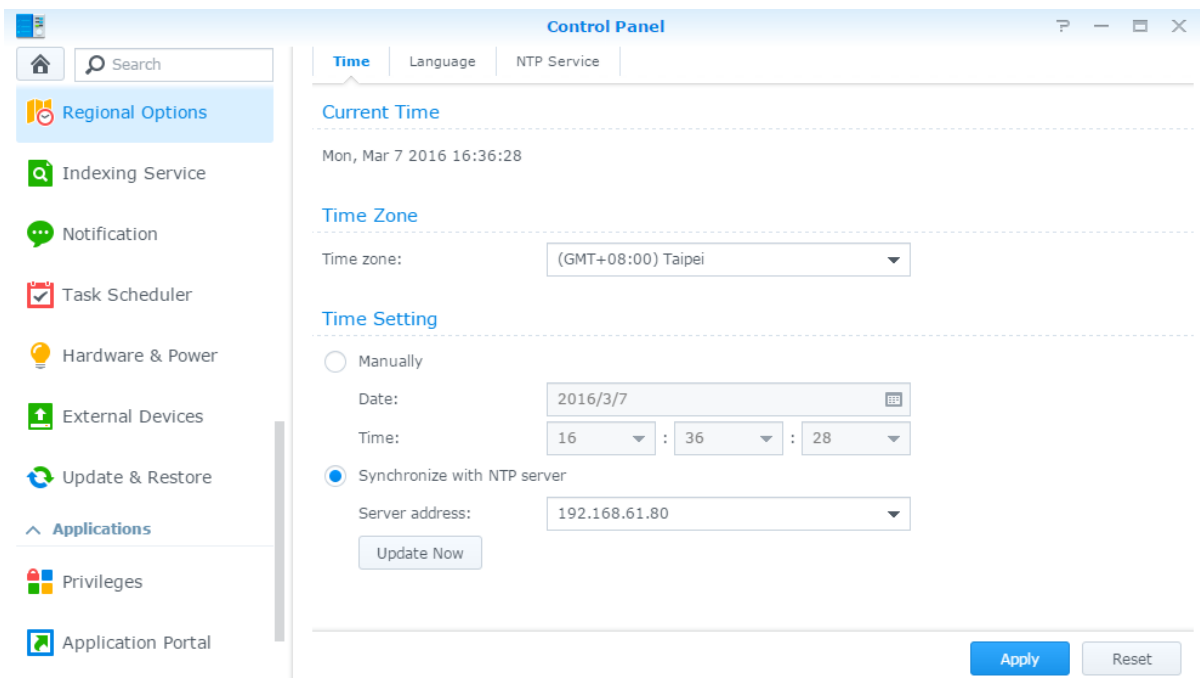 Control Panel
Search
Time Language NTP Service
Regional Options
Indexing Service
Notification
Task Scheduler
Hardware & Power
External Devices
Update & Restore
Applications
Privileges
Application Portal
Current Time
Mon, Mar 7 2016 16:36:28
Time Zone
Time zone: (GMT+08:00) Taipei
Time Setting
Manually
Date: 2016/3/7
Time: 16 : 36 : 28
Synchronize with NTP server
Server address: 192.168.61.80
Update Now
Apply Reset